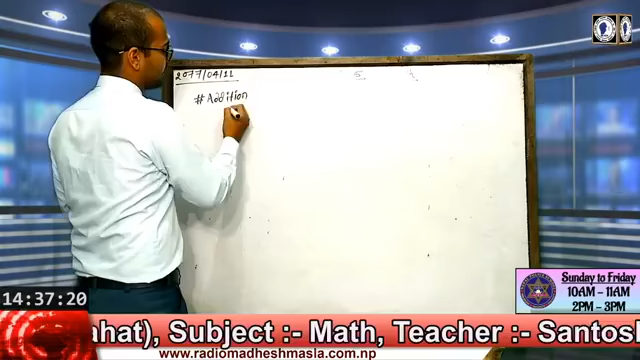 2077/04/11
#Addition
Sunday to Friday
10AM - 11AM
2PM - 3PM
14:37:20
ahat), Subject :- Math, Teacher :- Santosh
www.radiomadheshmasla.com.np